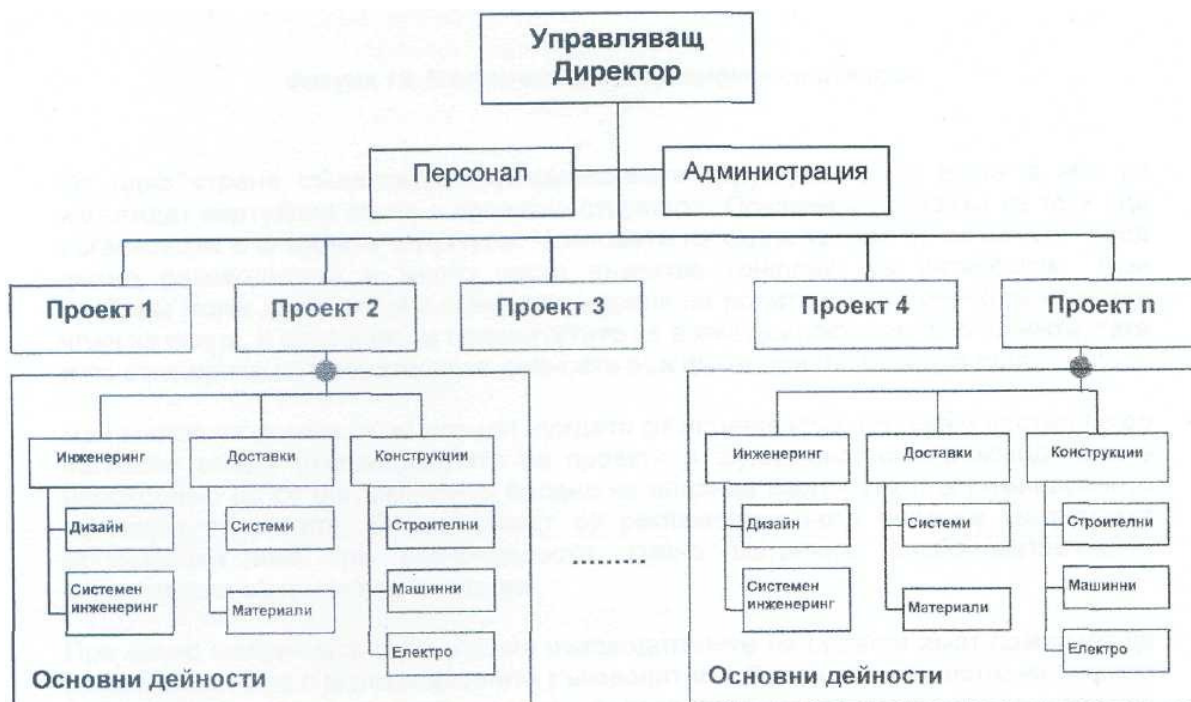 Управляващ
Директор
Персонал
Администрация
Проект 1
Проект 2
Проект 3
Проект 4
Проект n
Инженеринг
Доставки
Конструкции
Дизайн
Системи
Строителни
Системен
инженеринг
Материали
Машинни
Електро
Основни дейности
..........
Инженеринг
Доставки
Конструкции
Дизайн
Системи
Строителни
Системен
инженеринг
Материали
Машинни
Електро
Основни дейности